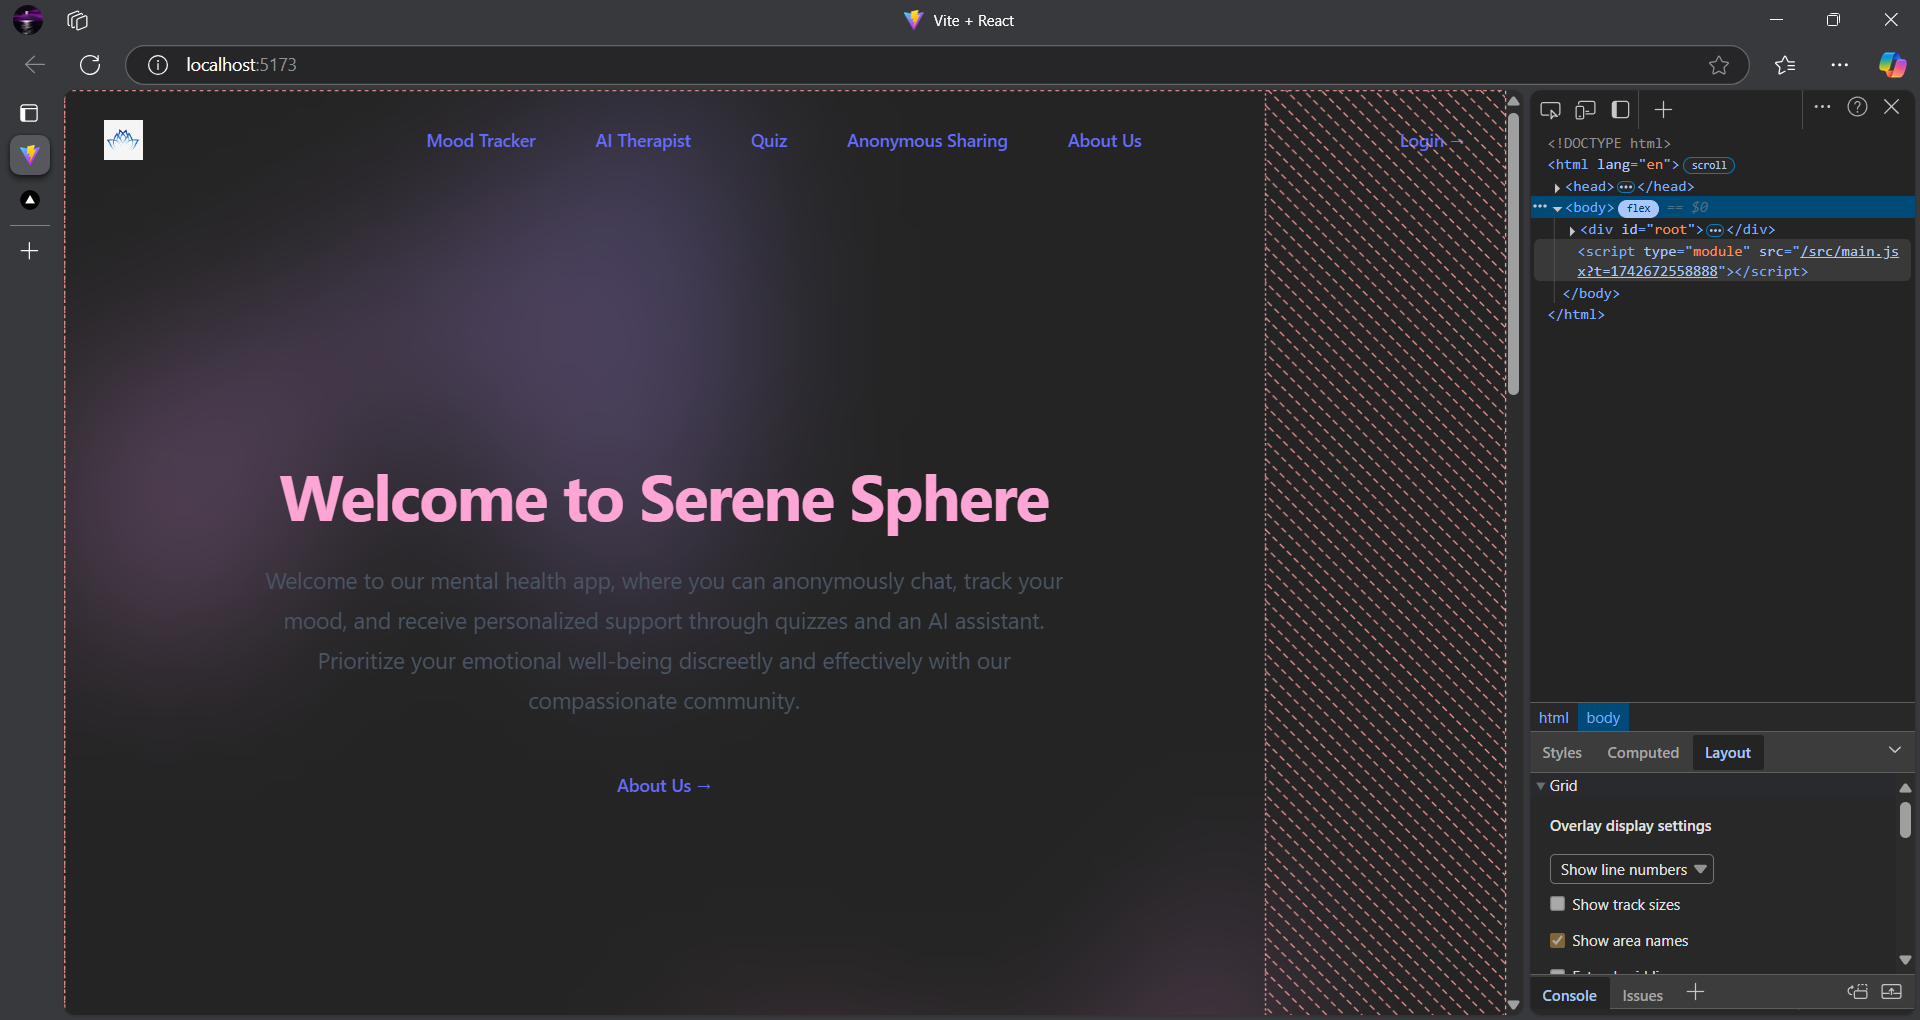 Vite + React
localhost:5173
Mood Tracker
AI Therapist
Quiz
Anonymous Sharing
About Us
Login →
Welcome to Serene Sphere
Welcome to our mental health app, where you can anonymously chat, track your
mood, and receive personalized support through quizzes and an AI assistant.
Prioritize your emotional well-being discreetly and effectively with our
compassionate community.
About Us →
<!DOCTYPE html>
<html lang="en"> scroll
<head> ••• </head>
••• <body> flex == $0
<div id="root"> ••• </div>
<script type="module" src="/src/main.js
x?t=1742672558888"></script>
</body>
</html>
html body
Styles Computed Layout
Grid
Overlay display settings
Show line numbers
Show track sizes
Show area names
Console Issues